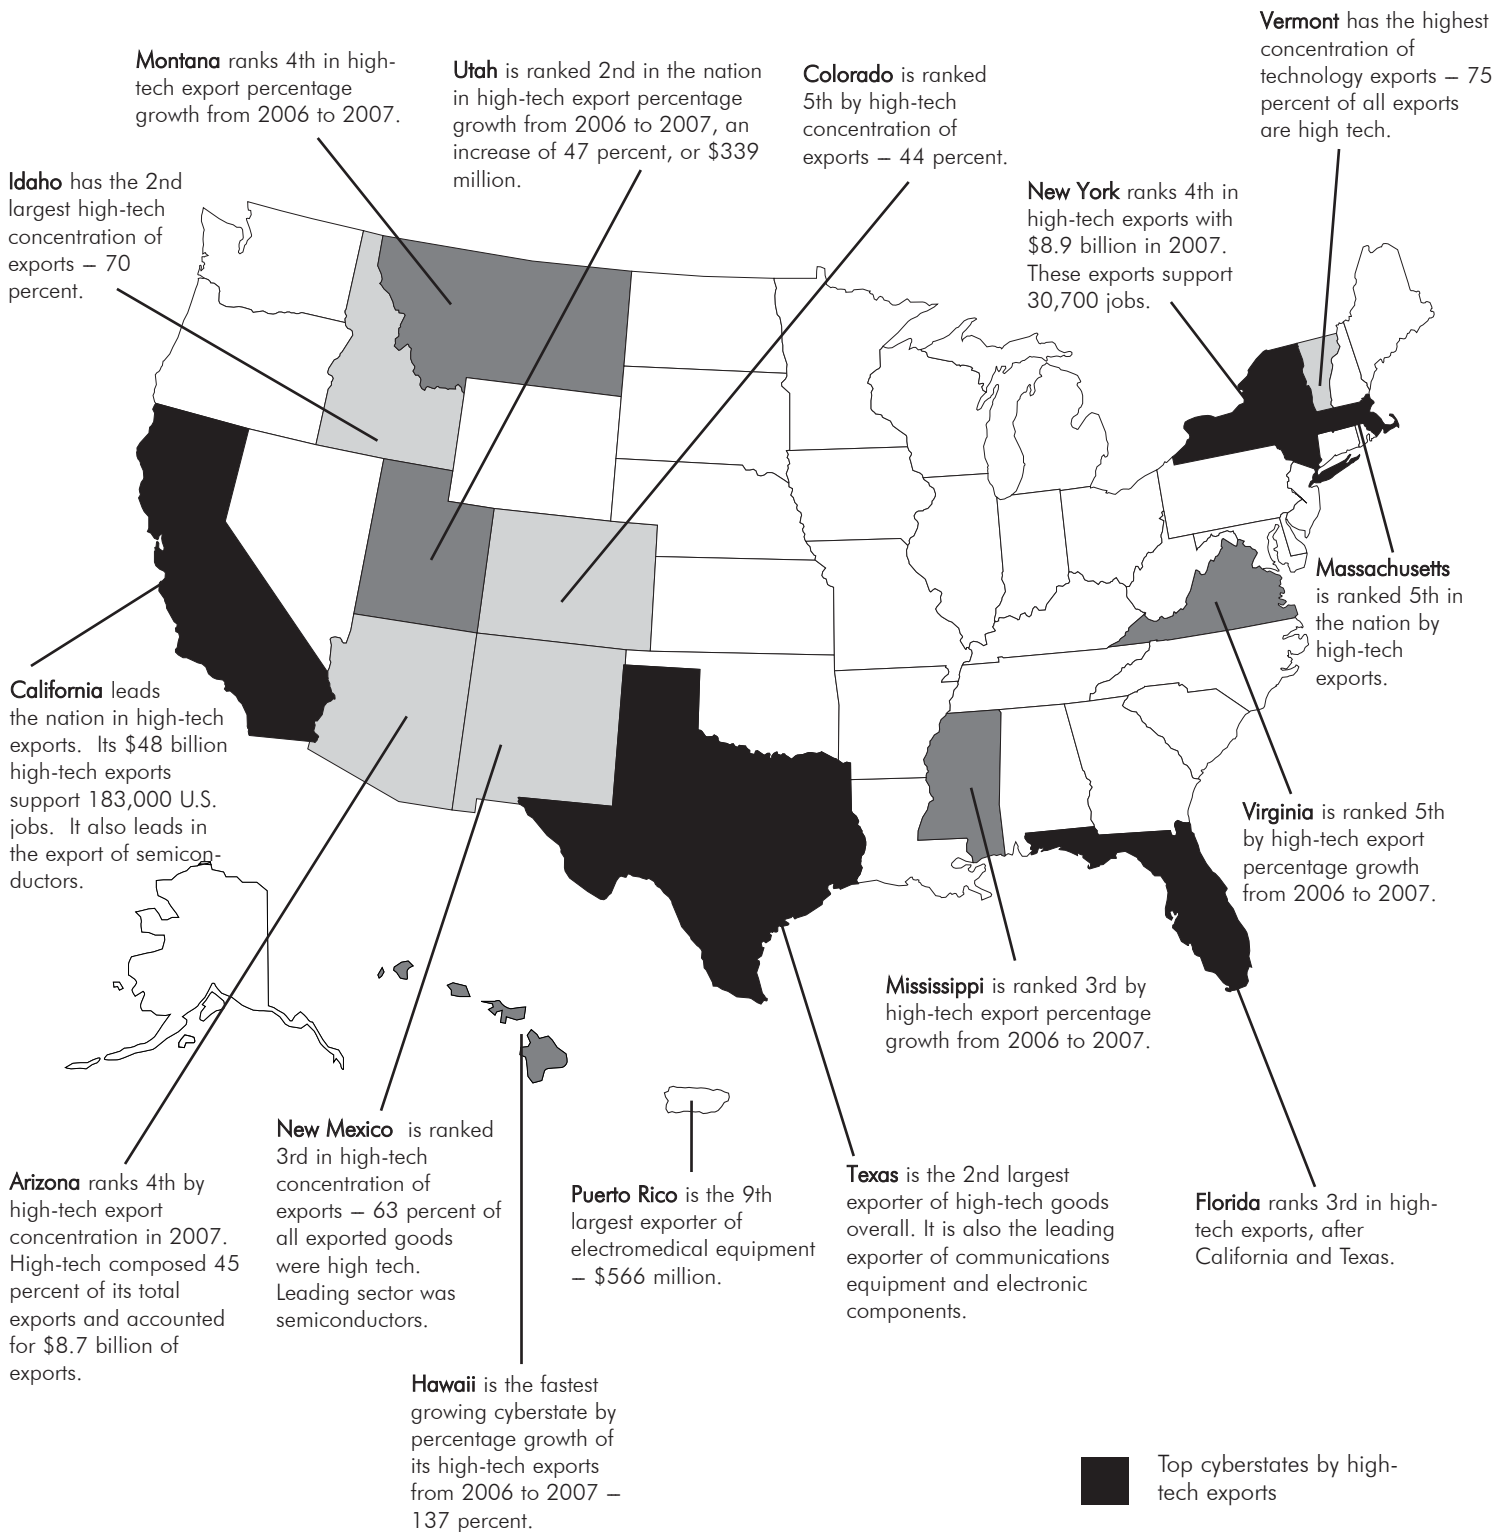 Vermont has the highest
concentration of
technology exports – 75
percent of all exports
are high tech.
Montana ranks 4th in high-
tech export percentage
growth from 2006 to 2007.
Utah is ranked 2nd in the nation
in high-tech export percentage
growth from 2006 to 2007, an
increase of 47 percent, or $339
million.
Colorado is ranked
5th by high-tech
concentration of
exports – 44 percent.
Idaho has the 2nd
largest high-tech
concentration of
exports – 70
percent.
New York ranks 4th in
high-tech exports with
$8.9 billion in 2007.
These exports support
30,700 jobs.
Massachusetts
is ranked 5th in
the nation by
high-tech
exports.
California leads
the nation in high-tech
exports.  Its $48 billion
high-tech exports
support 183,000 U.S.
jobs.  It also leads in
the export of semicon-
ductors.
Virginia is ranked 5th
by high-tech export
percentage growth
from 2006 to 2007.
Mississippi is ranked 3rd by
high-tech export percentage
growth from 2006 to 2007.
Arizona ranks 4th by
high-tech export
concentration in 2007.
High-tech composed 45
percent of its total
exports and accounted
for $8.7 billion of
exports.
New Mexico  is ranked
3rd in high-tech
concentration of
exports – 63 percent of
all exported goods
were high tech.
Leading sector was
semiconductors.
Puerto Rico is the 9th
largest exporter of
electromedical equipment
– $566 million.
Texas is the 2nd largest
exporter of high-tech goods
overall. It is also the leading
exporter of communications
equipment and electronic
components.
Florida ranks 3rd in high-
tech exports, after
California and Texas.
Hawaii is the fastest
growing cyberstate by
percentage growth of
its high-tech exports
from 2006 to 2007 –
137 percent.
Top cyberstates by high-
tech exports